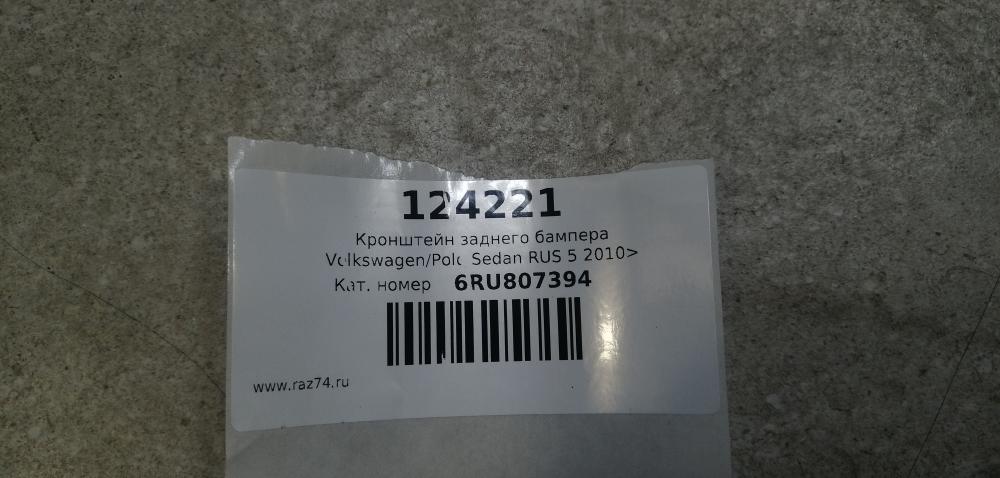 124221
Кронштейн заднего бампера
Volkswagen/Polo Sedan RUS 5 2010>
Кат. номер 6RU807394
www.raz74.ru